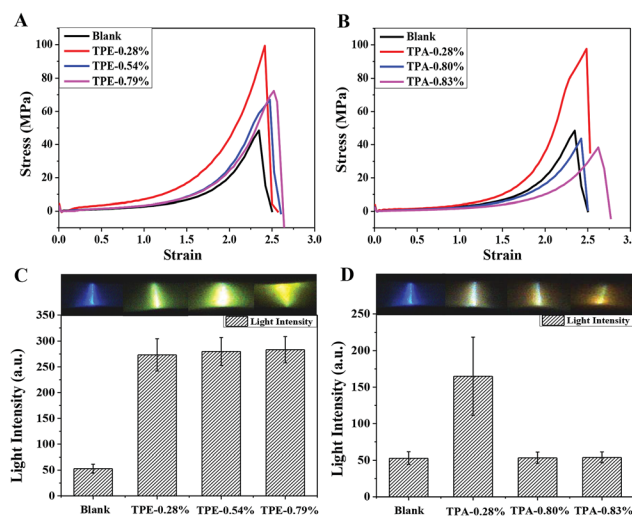 A
Blank
TPE-0.28%
TPE-0.54%
TPE-0.79%
100
80
60
40
20
0
Stress (MPa)
0.0 0.5 1.0 1.5 2.0 2.5 3.0
Strain
B
Blank
TPA-0.28%
TPA-0.80%
TPA-0.83%
100
80
60
40
20
0
Stress (MPa)
0.0 0.5 1.0 1.5 2.0 2.5 3.0
Strain
C
Light Intensity
350
300
250
200
150
100
50
0
Light Intensity (a.u.)
Blank TPE-0.28% TPE-0.54% TPE-0.79%
D
Light Intensity
250
200
150
100
50
0
Light Intensity (a.u.)
Blank TPA-0.28% TPA-0.80% TPA-0.83%